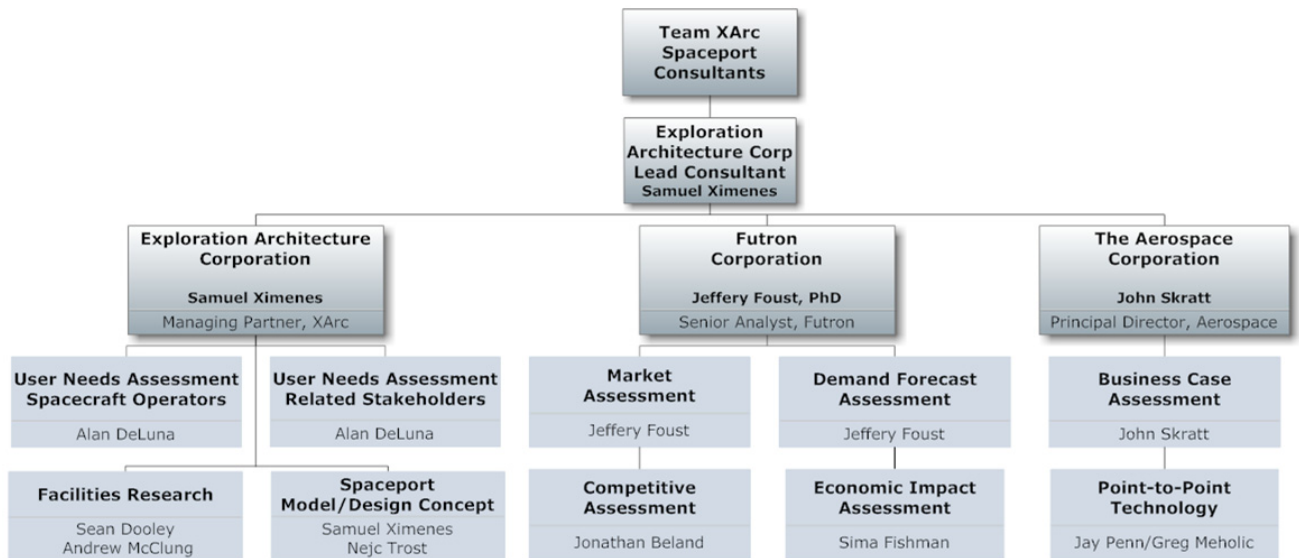 Team XArc
Spaceport
Consultants
Exploration
Architecture Corp
Lead Consultant
Samuel Ximenes
Exploration Architecture
Corporation
Samuel Ximenes
Managing Partner, XArc
Futron
Corporation
Jeffery Foust, PhD
Senior Analyst, Futron
The Aerospace
Corporation
John Skratt
Principal Director, Aerospace
User Needs Assessment
Spacecraft Operators
Alan DeLuna
User Needs Assessment
Related Stakeholders
Alan DeLuna
Market
Assessment
Jeffery Foust
Demand Forecast
Assessment
Jeffery Foust
Business Case
Assessment
John Skratt
Facilities Research
Sean Dooley
Andrew McClung
Spaceport
Model/Design Concept
Samuel Ximenes
Nejc Trost
Competitive
Assessment
Jonathan Beland
Economic Impact
Assessment
Sima Fishman
Point-to-Point
Technology
Jay Penn/Greg Meholic